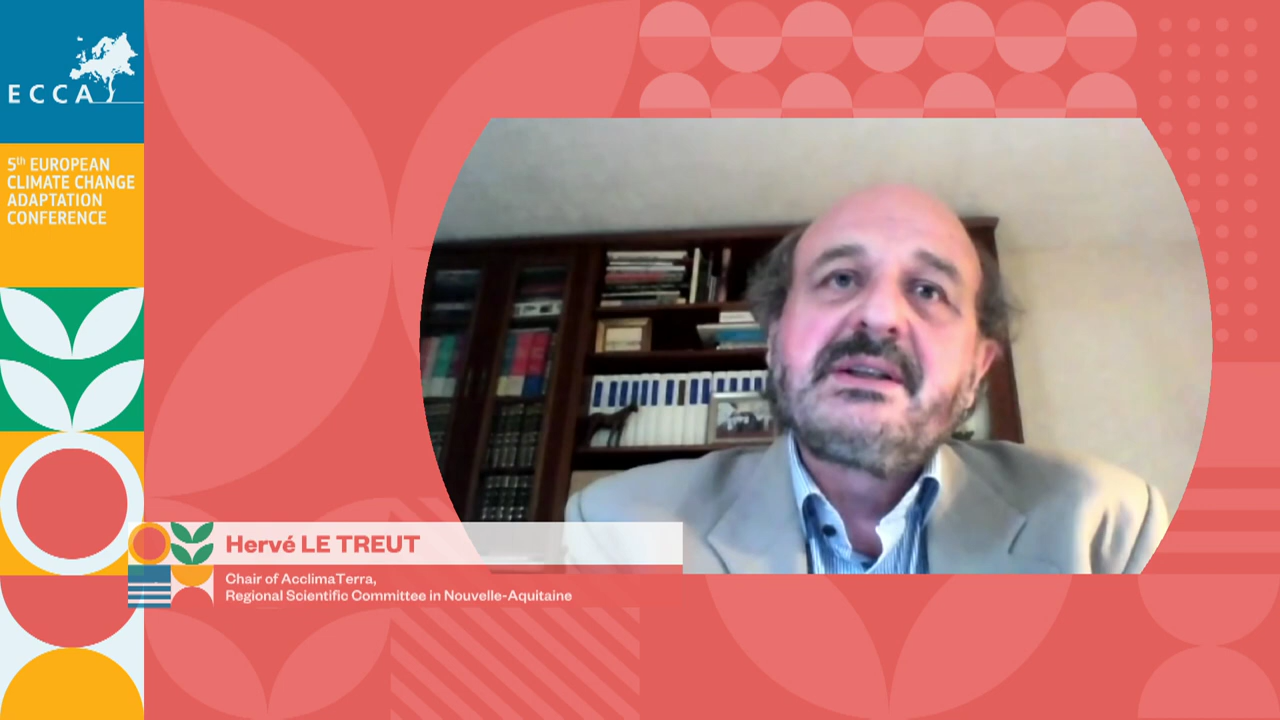 ECCA
5th EUROPEAN
CLIMATE CHANGE
ADAPTATION
CONFERENCE
Hervé LE TREUT
Chair of AcclimaTerra,
Regional Scientific Committee in Nouvelle-Aquitaine